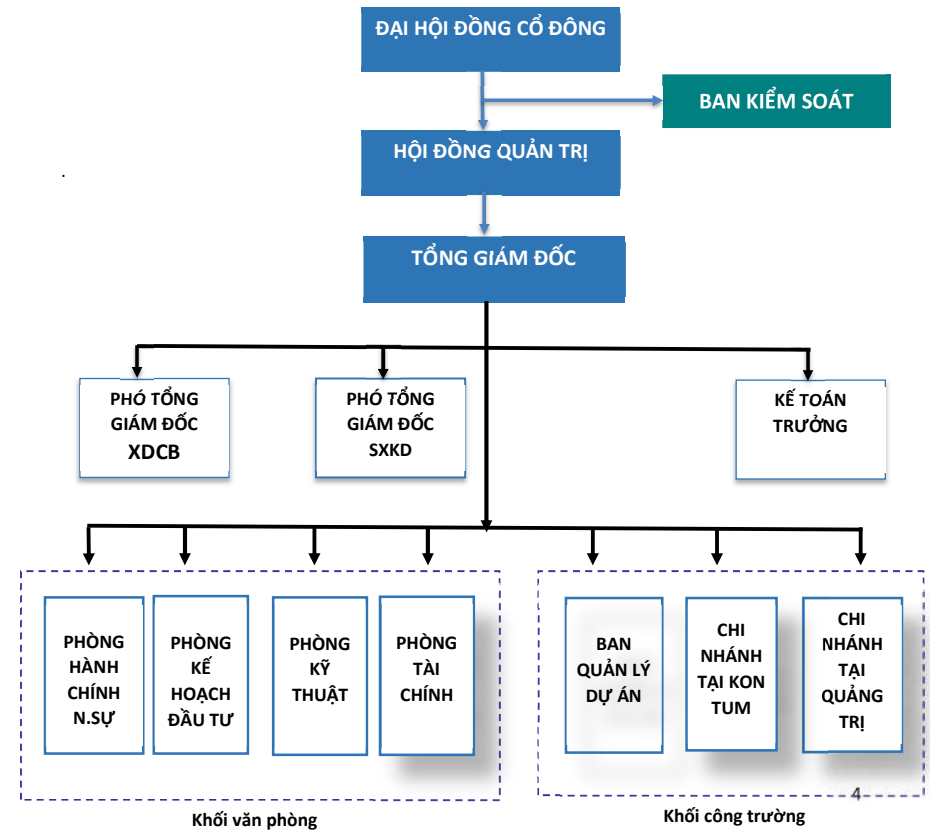 ĐẠI HỘI ĐỒNG CỔ ĐÔNG
BAN KIỂM SOÁT
HỘI ĐỒNG QUẢN TRỊ
.
TỔNG GIÁM ĐỐC
PHÓ TỔNG
GIÁM ĐỐC
XDCB
PHÓ TỔNG
GIÁM ĐỐC
SXKD
KẾ TOÁN
TRƯỞNG
PHÒNG
HÀNH
CHÍNH
N.SỰ
PHÒNG
KẾ
HOẠCH
ĐẦU TƯ
PHÒNG
KỸ
THUẬT
PHÒNG
TÀI
CHÍNH
BAN
QUẢN LÝ
DỰ ÁN
CHI
NHÁNH
TẠI KON
TUM
CHI
NHÁNH
TẠI
QUẢNG
TRỊ
4
Khối văn phòng
Khối công trường